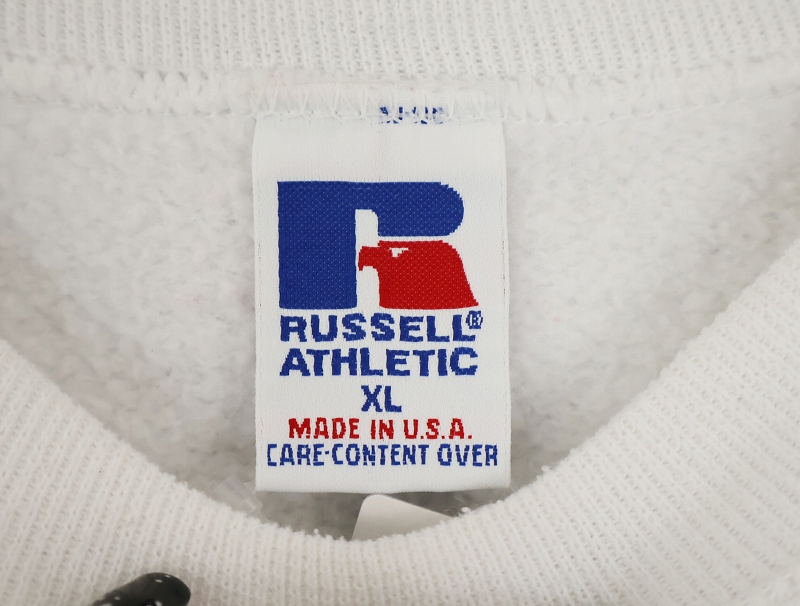 RUSSELL®
ATHLETIC
XL
MADE IN U.S.A.
CARE-CONTENT OVER